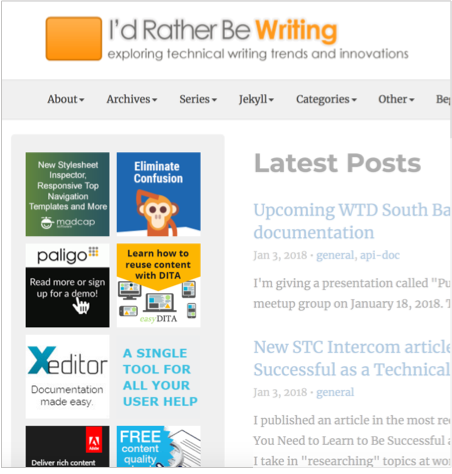 I'd Rather Be Writing
exploring technical writing trends and innovations
About Archives Series Jekyll Categories Other
New Stylesheet
Inspector,
Responsive Top
Navigation
Templates and More
madcap
Eliminate
Confusion
paligo
Read more or sign
up for a demo!
Learn how to
reuse content
with DITA
easyDITA
Xeditor
Documentation
made easy.
A SINGLE
TOOL FOR
ALL YOUR
USER HELP
Adobe
Deliver rich content
FREE
content
quality
Latest Posts
Upcoming WTD South Ba
documentation
Jan 3, 2018 • general, api-doc
I'm giving a presentation called "Pu
meetup group on January 18, 2018. T
New STC Intercom article
Successful as a Technical
Jan 3, 2018 • general
I published an article in the most re
You Need to Learn to Be Successful a
I take in "researching" topics at wo